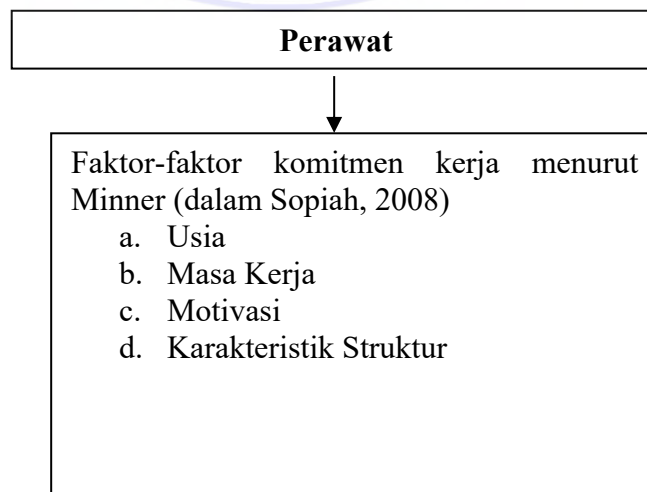 Perawat
Faktor-faktor komitmen kerja menurut
Minner (dalam Sopiah, 2008)
a. Usia
b. Masa Kerja
c. Motivasi
d. Karakteristik Struktur